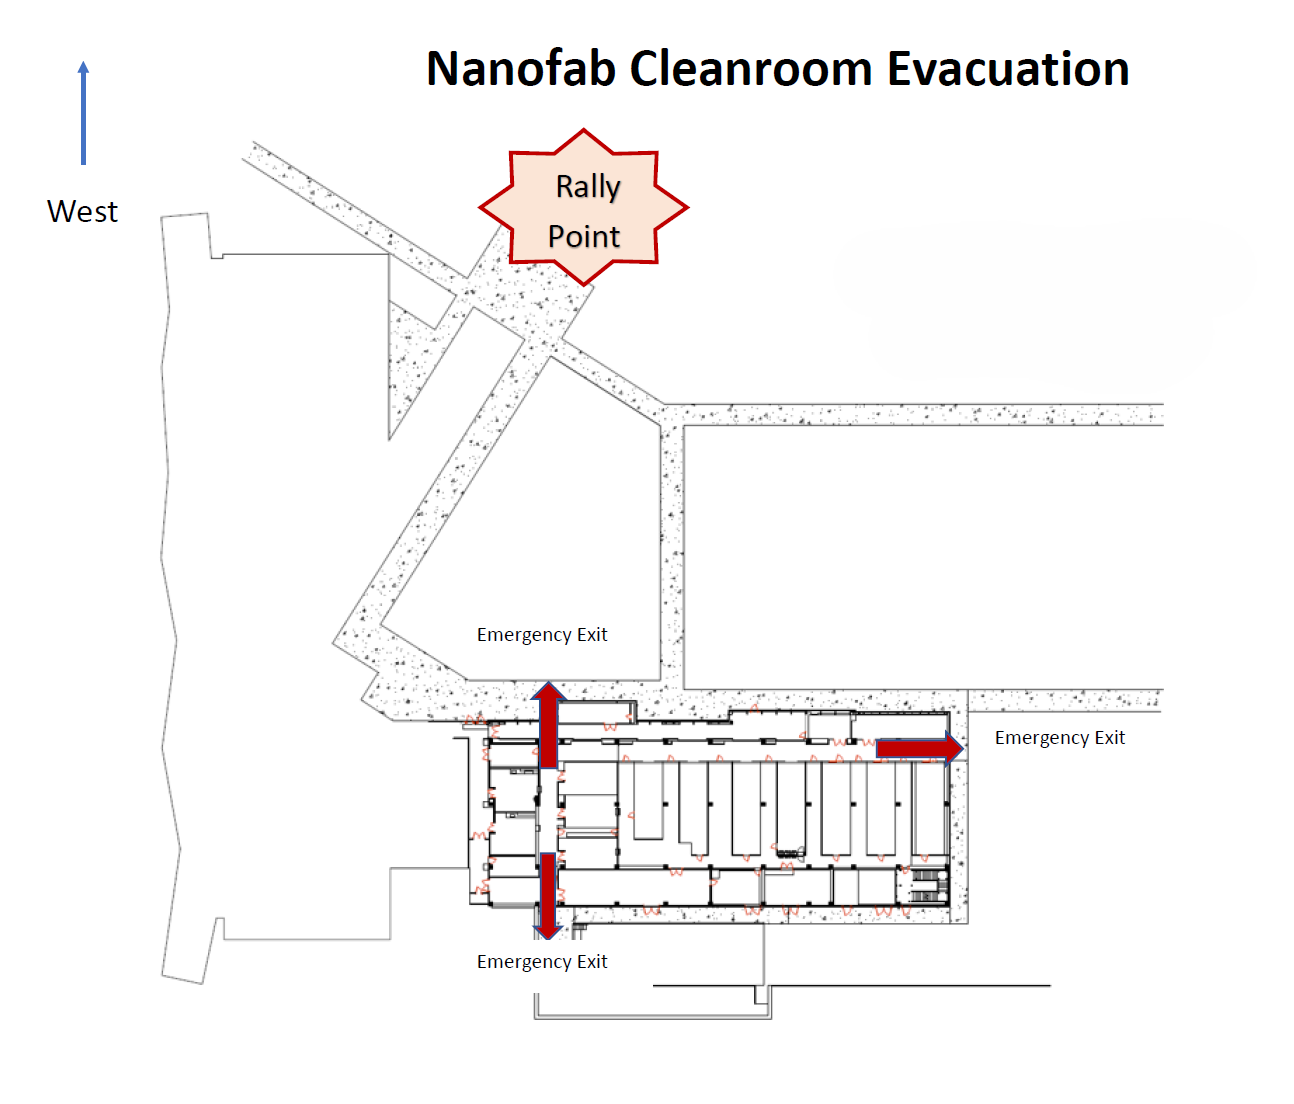 Nanofab Cleanroom Evacuation
West
Rally
Point
Emergency Exit
Emergency Exit
Emergency Exit